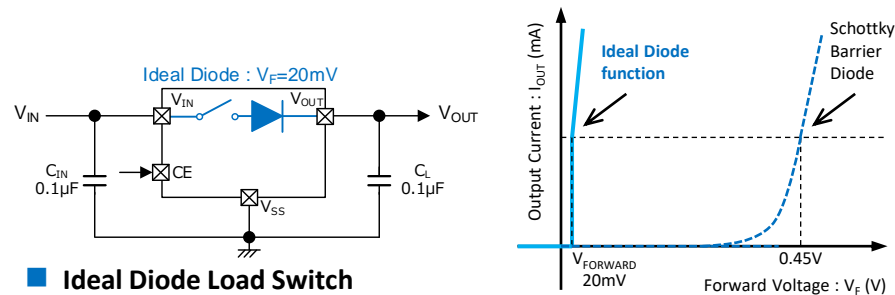 Ideal Diode : VF=20mV
VIN
VIN
VOUT
VOUT
CIN
0.1µF
CE
CL
0.1µF
VSS
Ideal Diode Load Switch
Output Current : IOUT (mA)
Ideal Diode
function
Schottky
Barrier
Diode
VFORWARD
20mV
0.45V
Forward Voltage : VF (V)